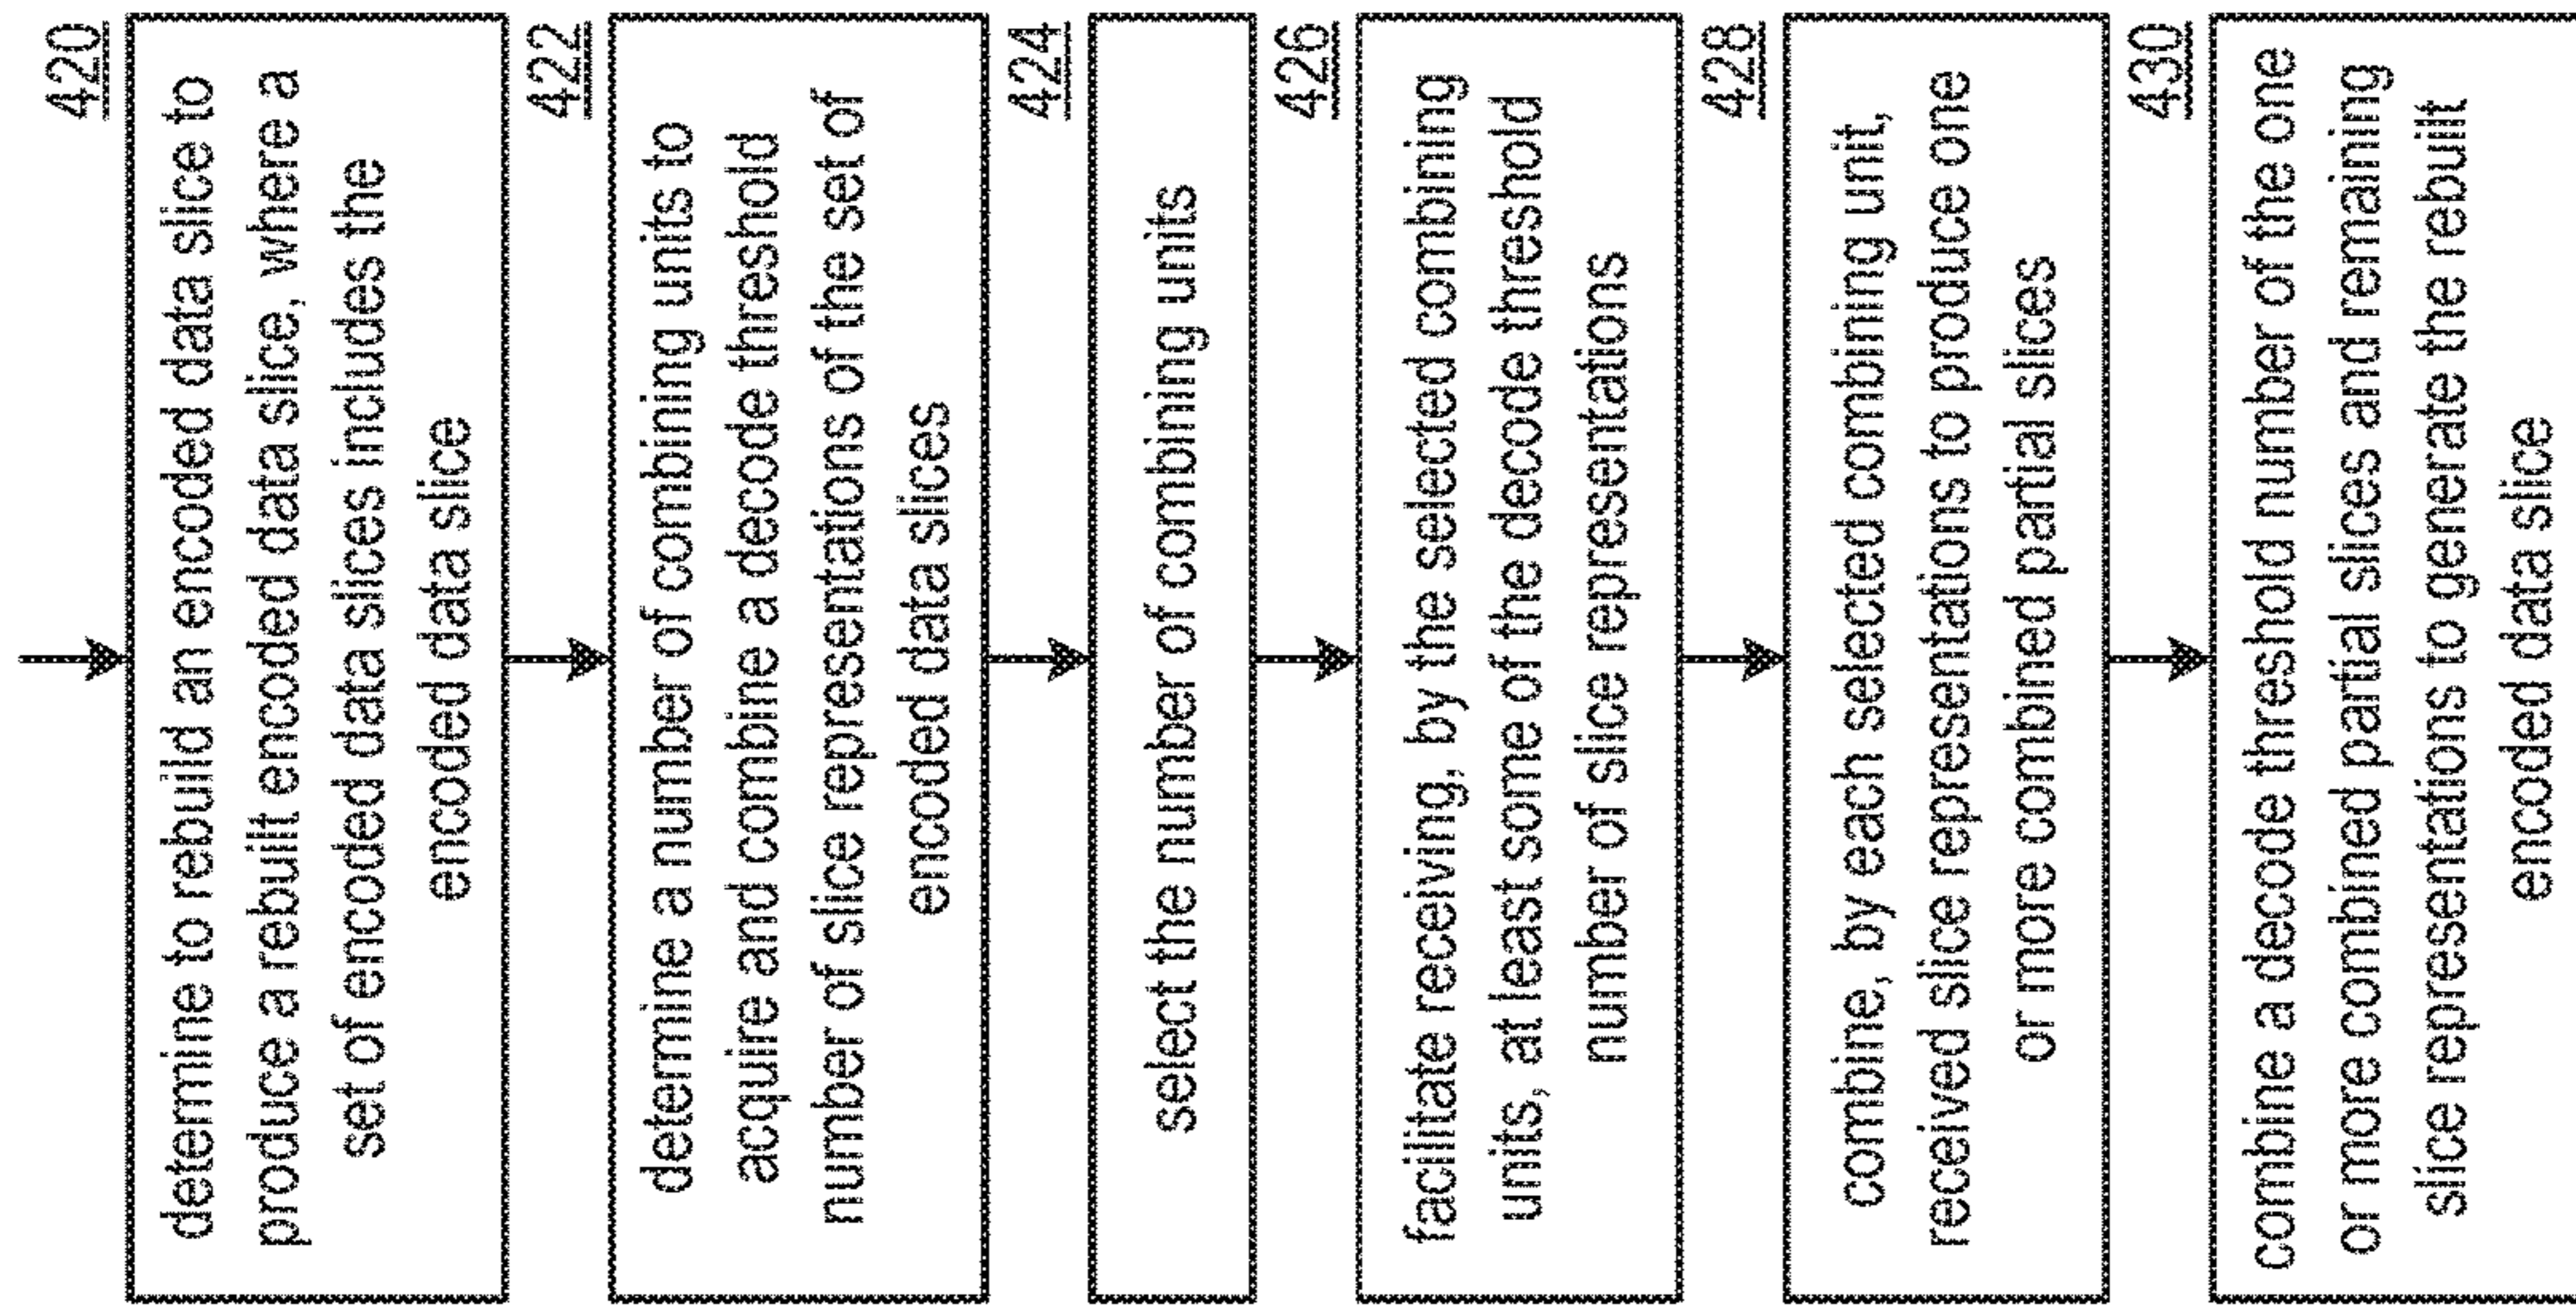 420
determine to rebuild an encoded data slice to
produce a rebuilt encoded data slice, where a
set of encoded data slices includes the
encoded data slice
422
determine a number of combining units to
acquire and combine a decode threshold
number of slice representations of the set of
encoded data slices
424
select the number of combining units
426
facilitate receiving, by the selected combining
units, at least some of the decode threshold
number of slice representations
428
combine, by each selected combining unit,
received slice representations to produce one
or more combined partial slices
430
combine a decode threshold number of the one
or more combined partial slices and remaining
slice representations to generate the rebuilt
encoded data slice